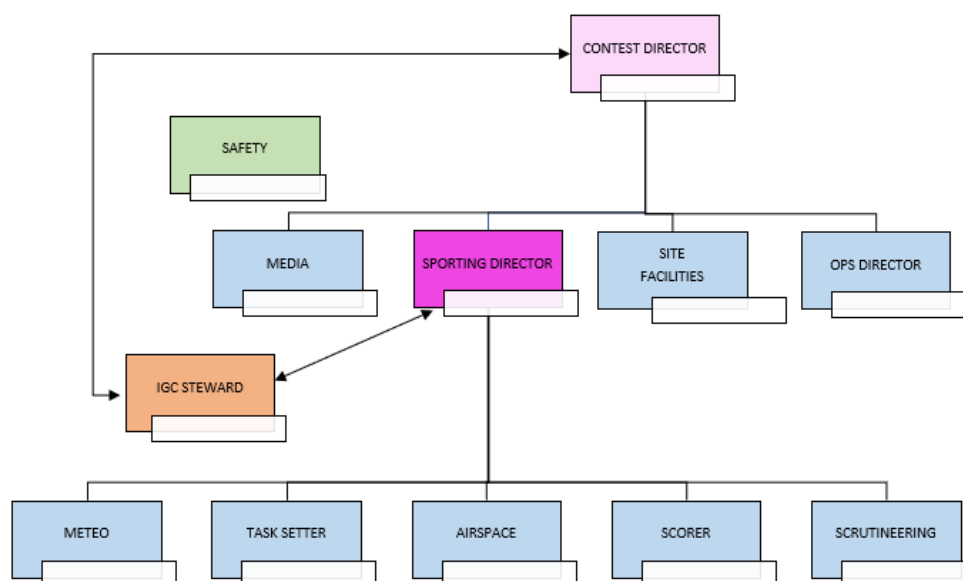 CONTEST DIRECTOR
SAFETY
MEDIA
SPORTING DIRECTOR
SITE
FACILITIES
OPS DIRECTOR
IGC STEWARD
METEO
TASK SETTER
AIRSPACE
SCORER
SCRUTINEERING